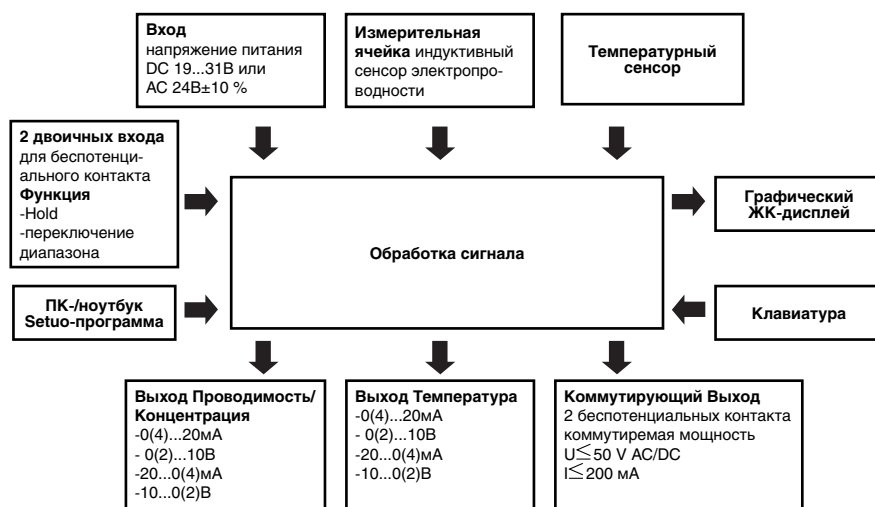 Вход
напряжение питания
DC 19...31В или
AC 24В±10 %
Измерительная
ячейка индуктивный
сенсор электропро-
водности
Температурный
сенсор
2 двоичных входа
для беспотенци-
ального контакта
Функция
-Hold
-переключение
диапазона
Обработка сигнала
Графический
ЖК-дисплей
ПК-/ноутбук
Setuo-программа
Клавиатура
Выход Проводимость/
Концентрация
-0(4)...20мА
- 0(2)...10В
-20...0(4)мА
-10...0(2)В
Выход Температура
-0(4)...20мА
- 0(2)...10В
-20...0(4)мА
-10...0(2)В
Коммутирующий Выход
2 беспотенциальных контакта
коммутиремая мощность
U≤50 V AC/DC
I≤200 мА